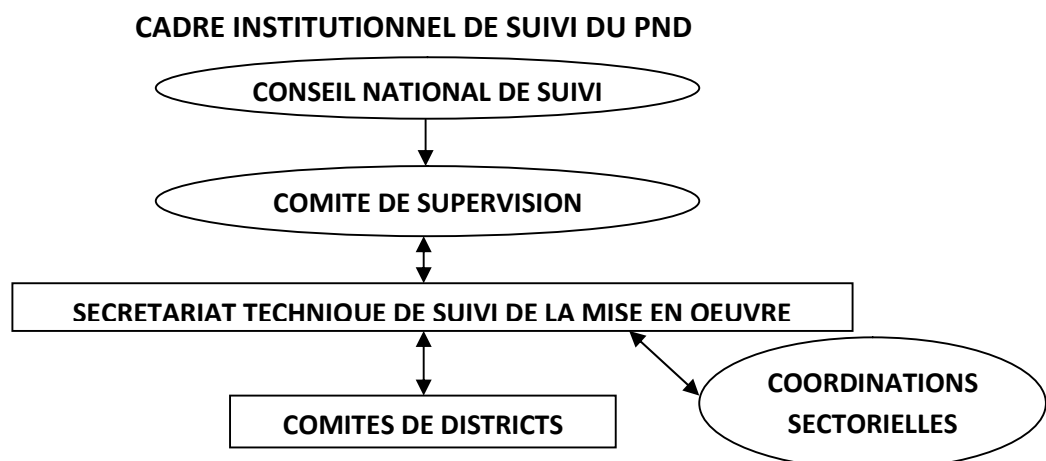 CADRE INSTITUTIONNEL DE SUIVI DU PND
CONSEIL NATIONAL DE SUIVI
COMITE DE SUPERVISION
SECRETARIAT TECHNIQUE DE SUIVI DE LA MISE EN OEUVRE
COORDINATIONS
SECTORIELLES
COMITES DE DISTRICTS